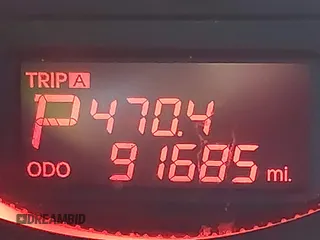 TRIP A
P 470.4
ODO 91685 mi.
DREAMBID